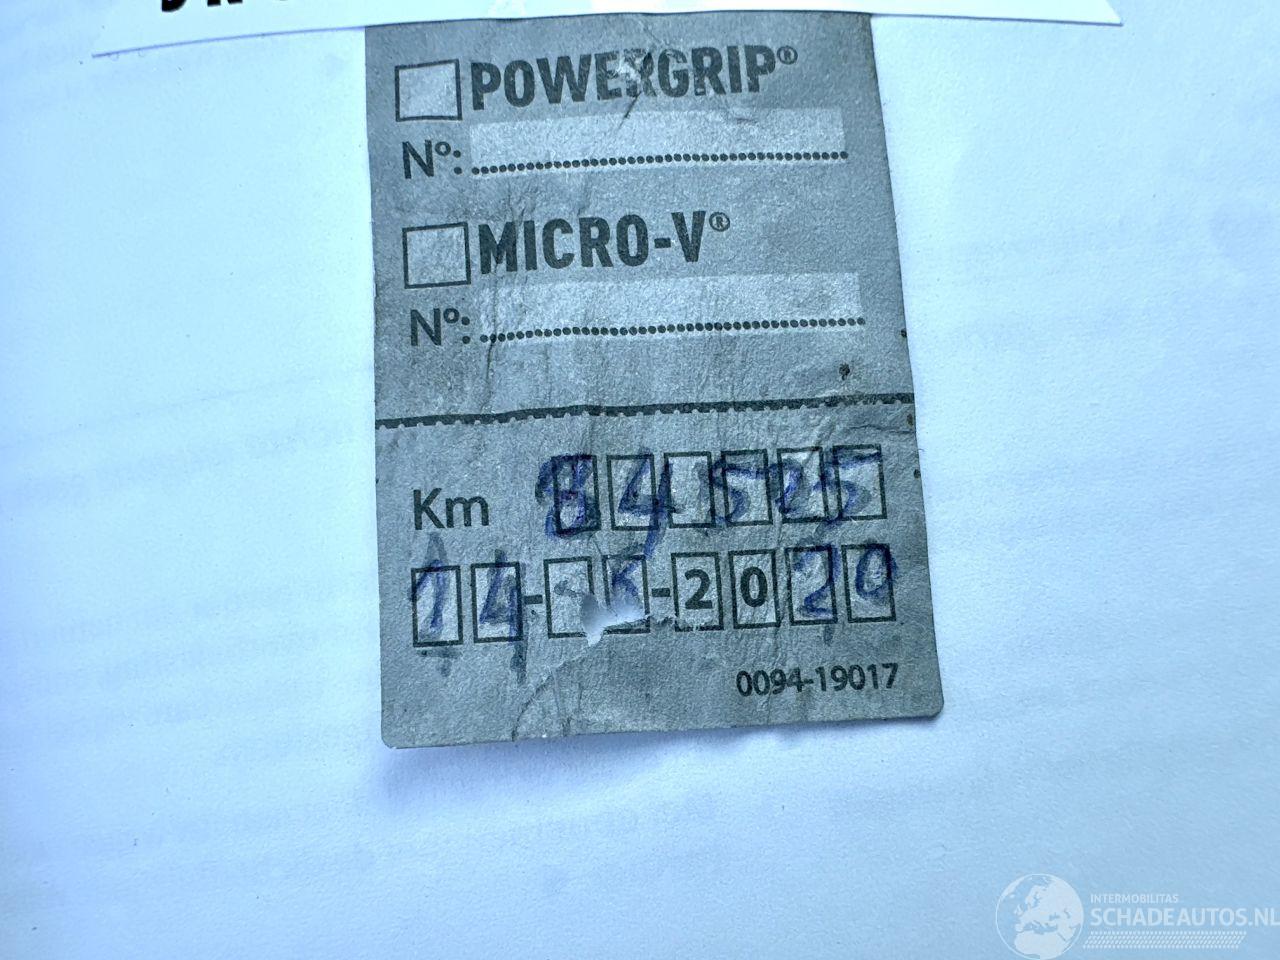 POWERGRIP®
Nº:
MICRO-V®
Nº:
Km 84525
14- -2020
0094-19017
INTERMOBILITAS
SCHADEAUTOS.NL